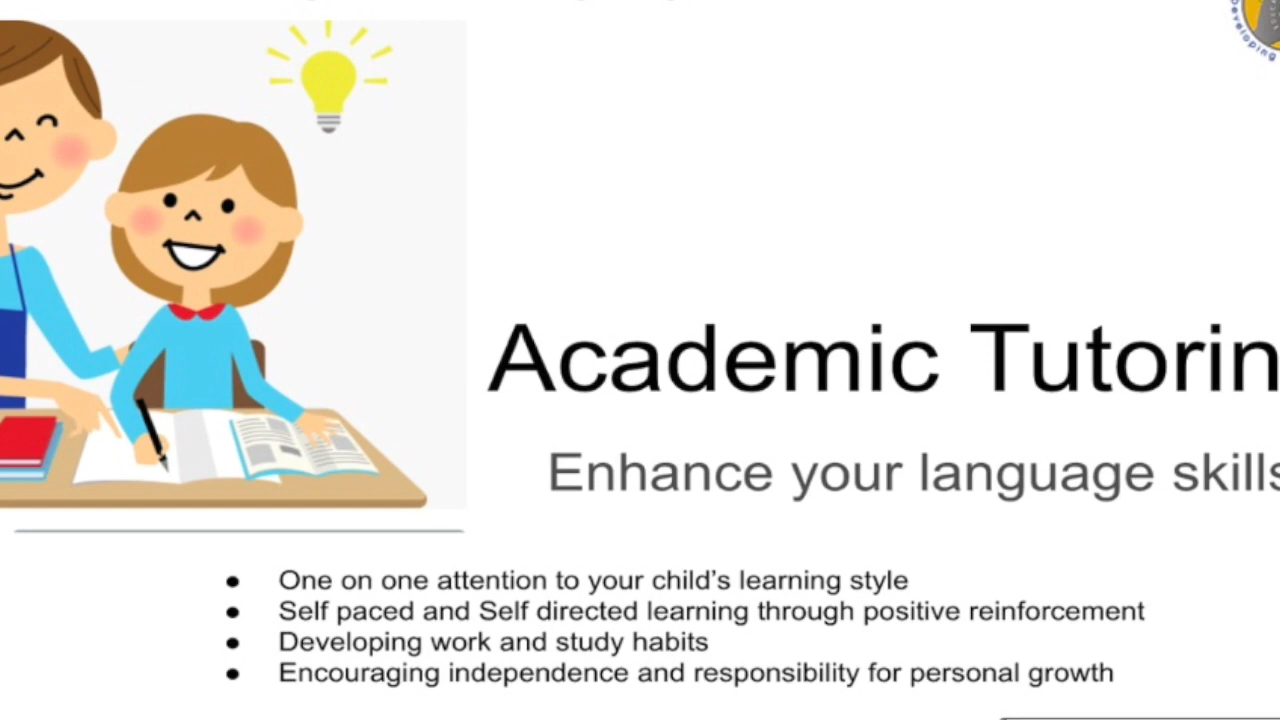 Developing
Academic Tutorin
Enhance your language skills
● One on one attention to your child's learning style
● Self paced and Self directed learning through positive reinforcement
● Developing work and study habits
● Encouraging independence and responsibility for personal growth